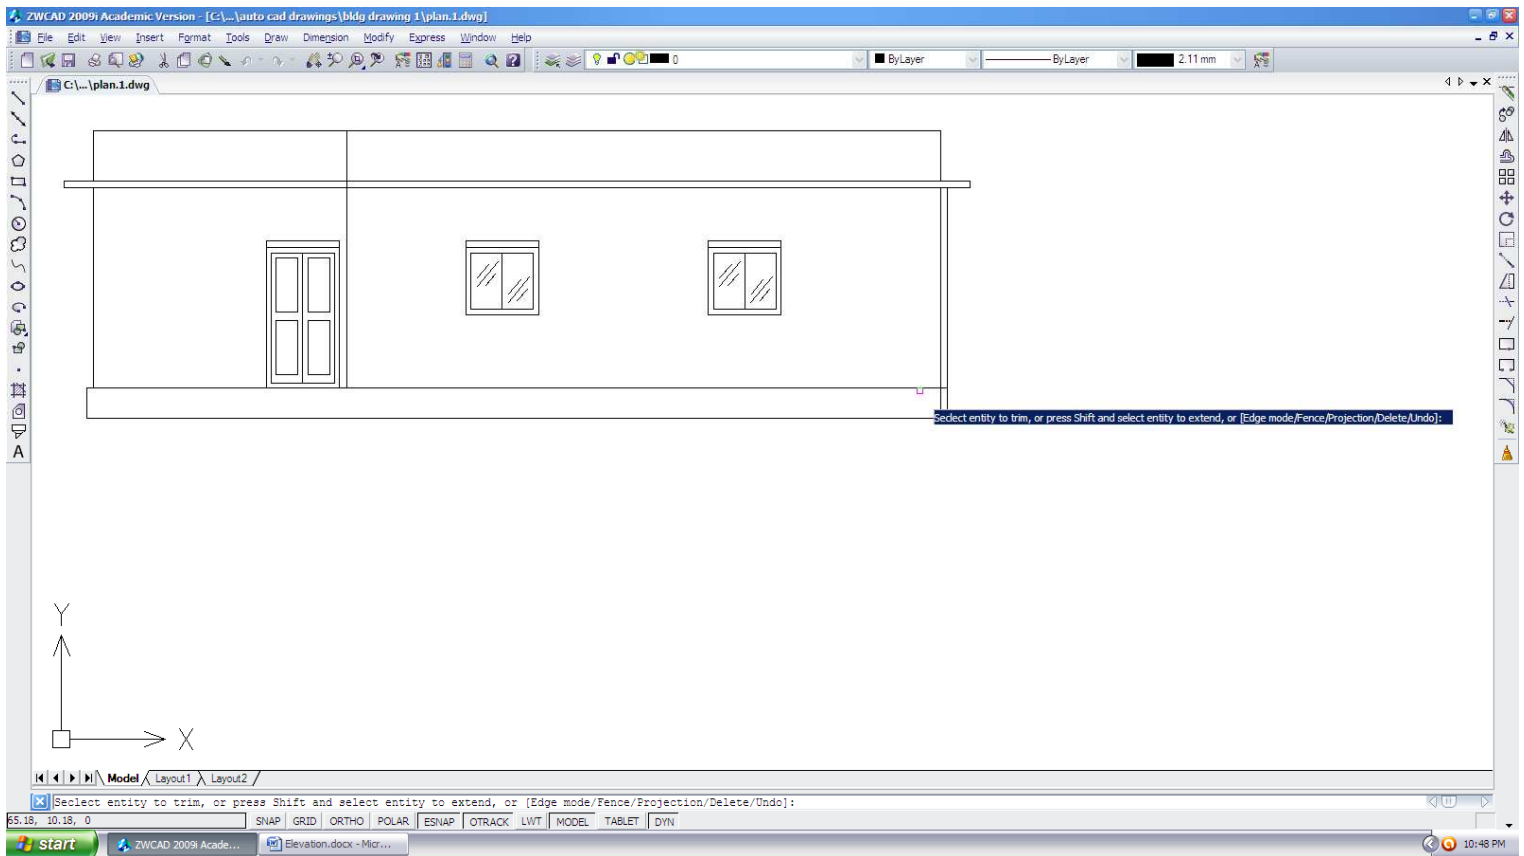 ZWCAD 2009i Academic Version - [C:\...\auto cad drawings\bldg drawing 1\plan.1.dwg]
File Edit View Insert Format Tools Draw Dimension Modify Express Window Help
0 ByLayer ByLayer 2.11 mm
C:\...\plan.1.dwg
Seclect entity to trim, or press Shift and select entity to extend, or [Edge mode/Fence/Projection/Delete/Undo]:
A
Y
X
Model Layout1 Layout2
Seclect entity to trim, or press Shift and select entity to extend, or [Edge mode/Fence/Projection/Delete/Undo]:
65.18, 10.18, 0 SNAP GRID ORTHO POLAR ESNAP OTRACK LWT MODEL TABLET DYN
start ZWCAD 2009i Acade... Elevation.docx - Micr... 10:48 PM